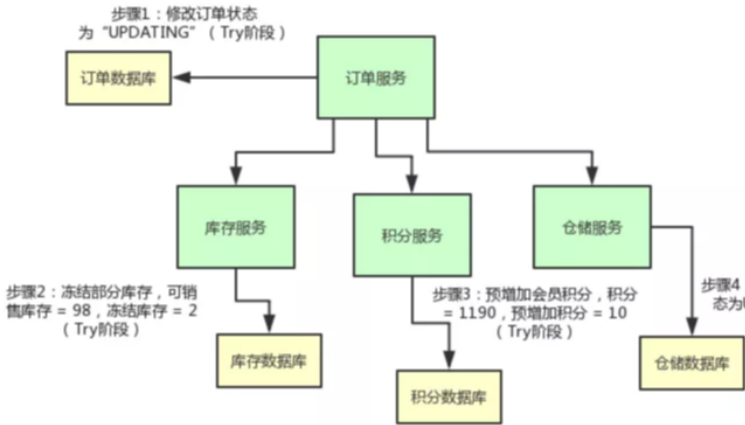 步骤1：修改订单状态
为“UPDATING”（Try阶段）
订单数据库
订单服务
库存服务
积分服务
仓储服务
步骤2：冻结部分库存，可销
售库存 = 98，冻结库存 = 2
（Try阶段）
步骤3：预增加会员积分，积分
= 1190，预增加积分 = 10
（Try阶段）
步骤4
态为
库存数据库
积分数据库
仓储数据库